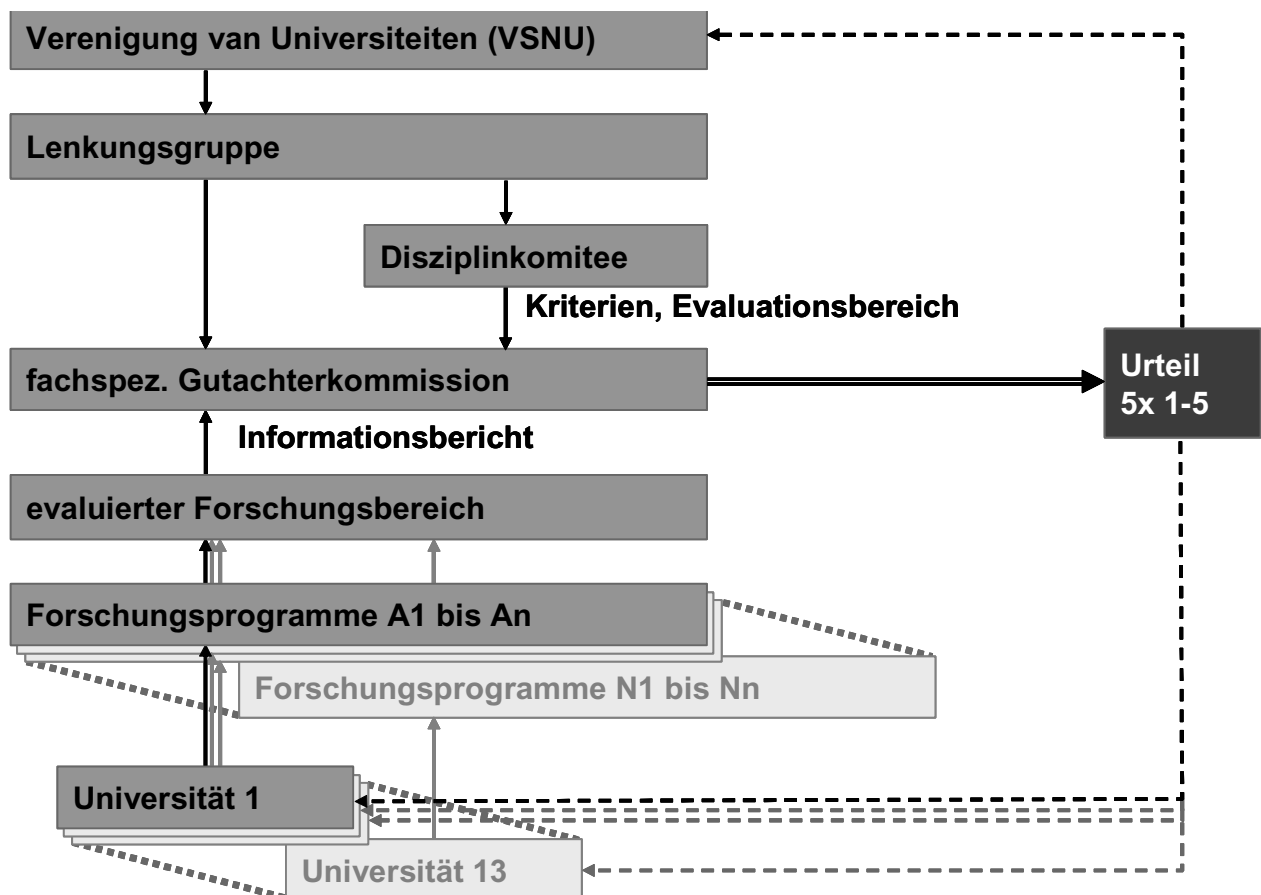 Verenigung van Universiteiten (VSNU)
Lenkungsgruppe
Disziplinkomitee
Kriterien, Evaluationsbereich
fachspez. Gutachterkommission
Urteil
5x 1-5
Informationsbericht
evaluierter Forschungsbereich
Forschungsprogramme A1 bis An
Forschungsprogramme N1 bis Nn
Universität 1
Universität 13